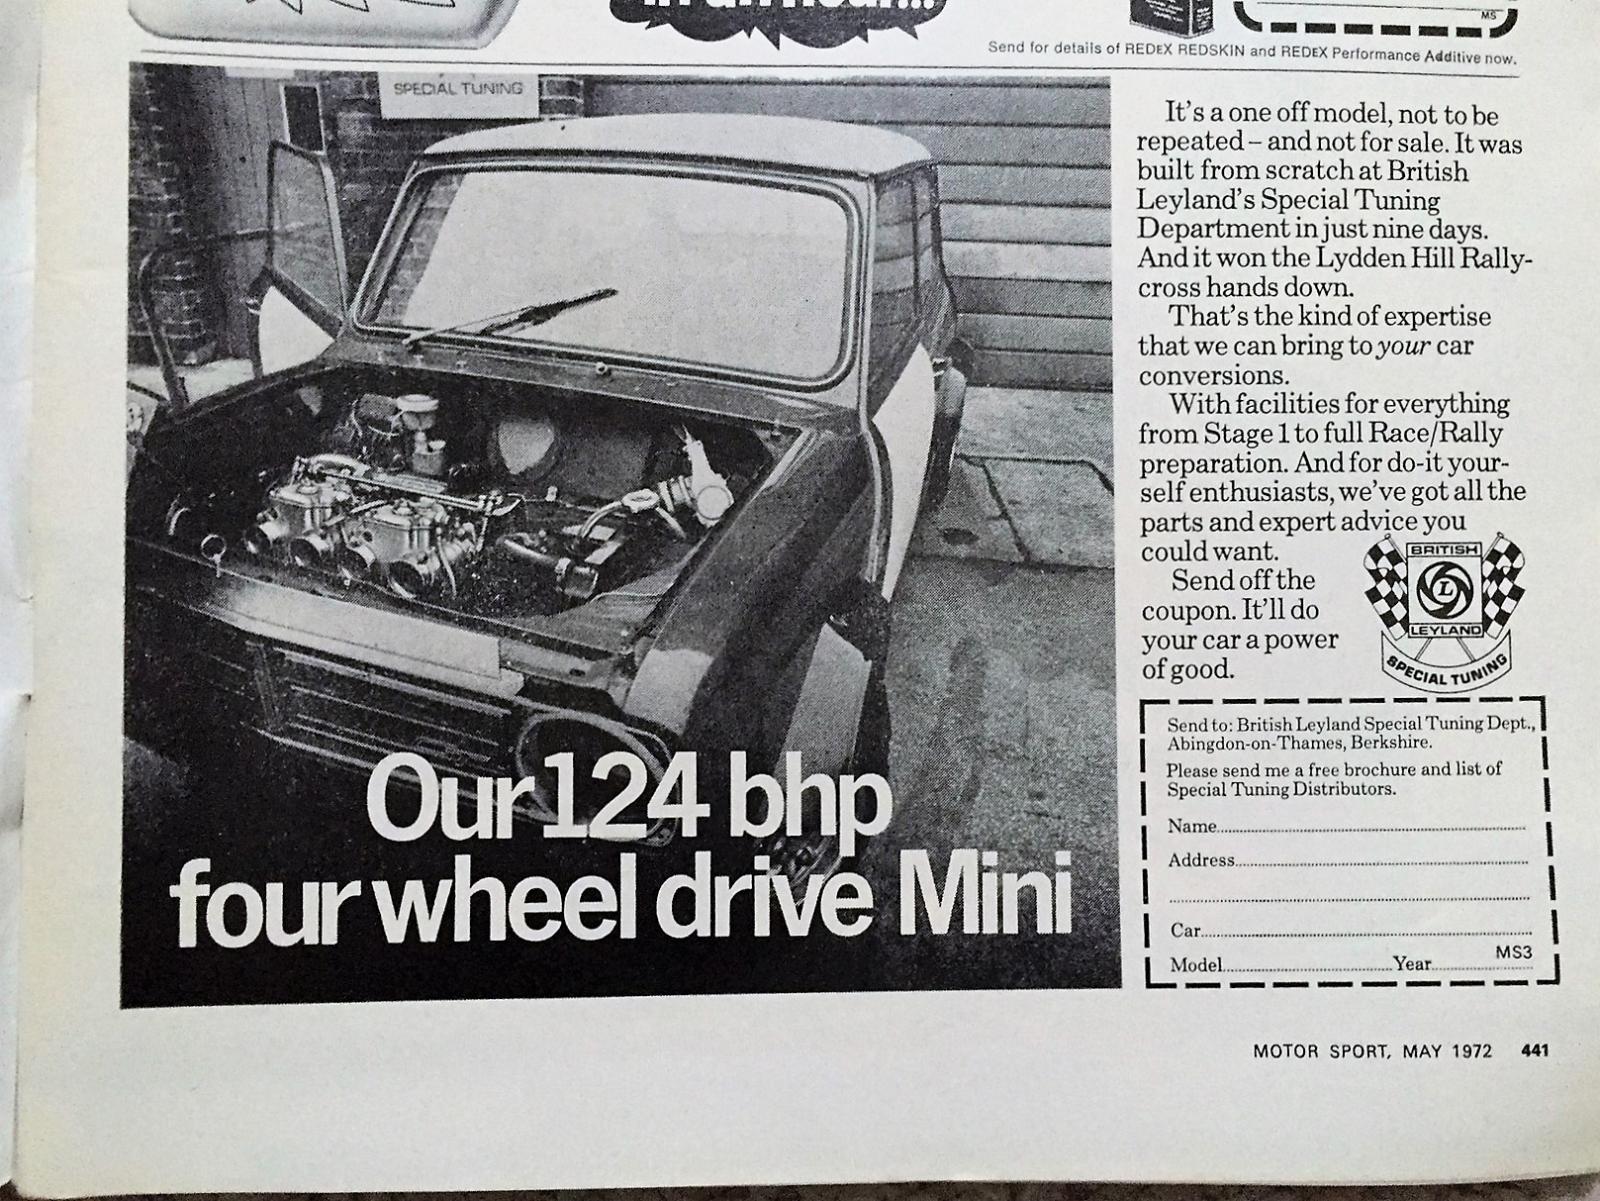 MS
Send for details of REDEX REDSKIN and REDEX Performance Additive now.
SPECIAL TUNING
Our 124 bhp
four wheel drive Mini
It's a one off model, not to be
repeated – and not for sale. It was
built from scratch at British
Leyland's Special Tuning
Department in just nine days.
And it won the Lydden Hill Rally-
cross hands down.
That's the kind of expertise
that we can bring to your car
conversions.
With facilities for everything
from Stage 1 to full Race/Rally
preparation. And for do-it your-
self enthusiasts, we've got all the
parts and expert advice you
could want.
Send off the
coupon. It'll do
your car a power
of good.
BRITISH
L
LEYLAND
SPECIAL TUNING
Send to: British Leyland Special Tuning Dept.,
Abingdon-on-Thames, Berkshire.
Please send me a free brochure and list of
Special Tuning Distributors.
Name
Address
Car
MS3
Model Year
MOTOR SPORT, MAY 1972 441